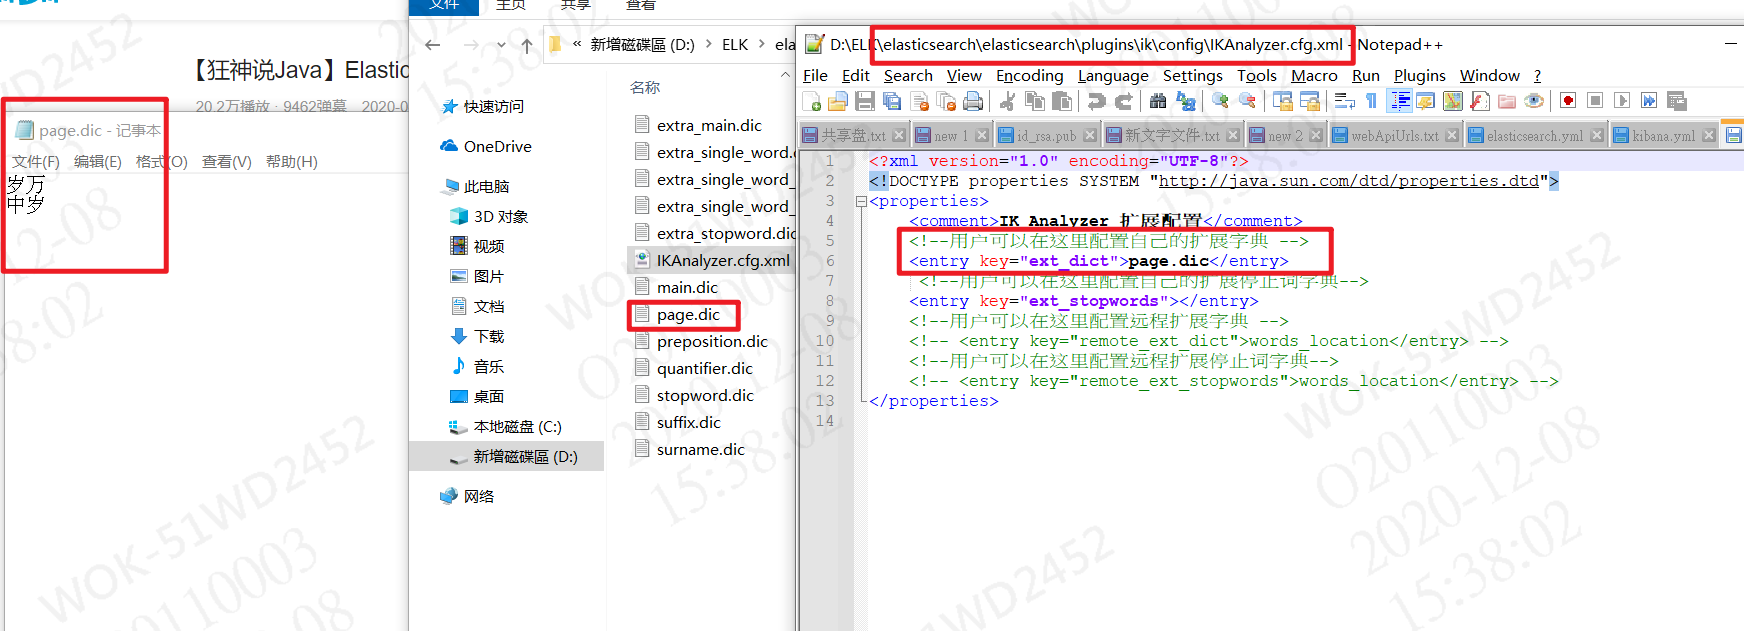 【狂神说Java】Elastic
20.2万播放 · 9462弹幕 2020-0
page.dic - 记事本
文件(F) 编辑(E) 格式(O) 查看(V) 帮助(H)
岁万
中岁
文件 主页 共享 查看
« 新增磁碟區 (D:) › ELK › ela
快速访问
OneDrive
此电脑
3D 对象
视频
图片
文档
下载
音乐
桌面
本地磁盘 (C:)
新增磁碟區 (D:)
网络
名称
extra_main.dic
extra_single_word.
extra_single_word_
extra_single_word_
extra_stopword.dic
IKAnalyzer.cfg.xml
main.dic
page.dic
preposition.dic
quantifier.dic
stopword.dic
suffix.dic
surname.dic
D:\ELK\elasticsearch\elasticsearch\plugins\ik\config\IKAnalyzer.cfg.xml - Notepad++
File Edit Search View Encoding Language Settings Tools Macro Run Plugins Window ?
共享盘.txt new 1 id_rsa.pub 新文字文件.txt new 2 webApiUrls.txt elasticsearch.yml kibana.yml
1 <?xml version="1.0" encoding="UTF-8"?>
2 <!DOCTYPE properties SYSTEM "http://java.sun.com/dtd/properties.dtd">
3 <properties>
4 <comment>IK Analyzer 扩展配置</comment>
5 <!--用户可以在这里配置自己的扩展字典 -->
6 <entry key="ext_dict">page.dic</entry>
7 <!--用户可以在这里配置自己的扩展停止词字典-->
8 <entry key="ext_stopwords"></entry>
9 <!--用户可以在这里配置远程扩展字典 -->
10 <!-- <entry key="remote_ext_dict">words_location</entry> -->
11 <!--用户可以在这里配置远程扩展停止词字典-->
12 <!-- <entry key="remote_ext_stopwords">words_location</entry> -->
13 </properties>
14
WOK-51WD2452
O20110003
2020-12-08
15:38:02